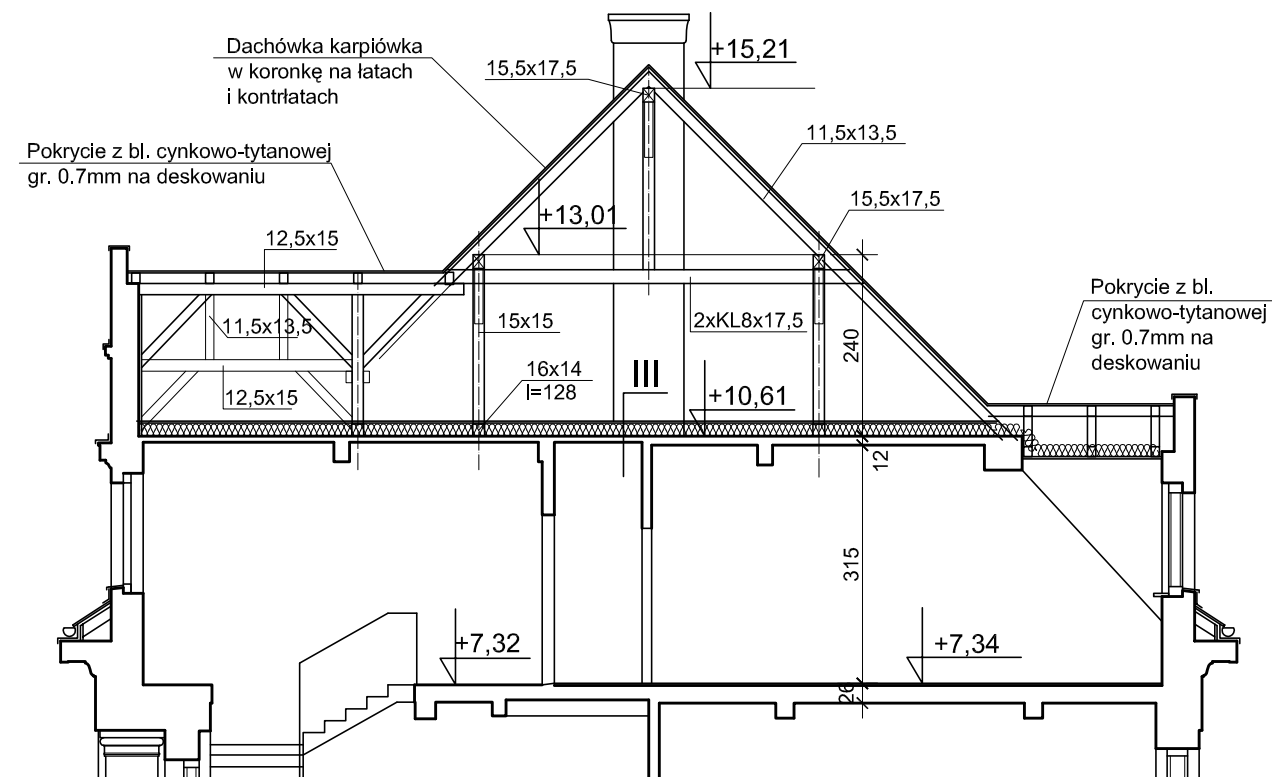 Dachówka karpiówka
w koronkę na łatach
i kontrłatach
15,5x17,5
+15,21
Pokrycie z bl. cynkowo-tytanowej
gr. 0.7mm na deskowaniu
11,5x13,5
15,5x17,5
+13,01
12,5x15
Pokrycie z bl.
cynkowo-tytanowej
gr. 0.7mm na
deskowaniu
11,5x13,5
15x15
2xKL8x17,5
240
16x14
l=128
III
12,5x15
+10,61
12
315
+7,32
+7,34
26